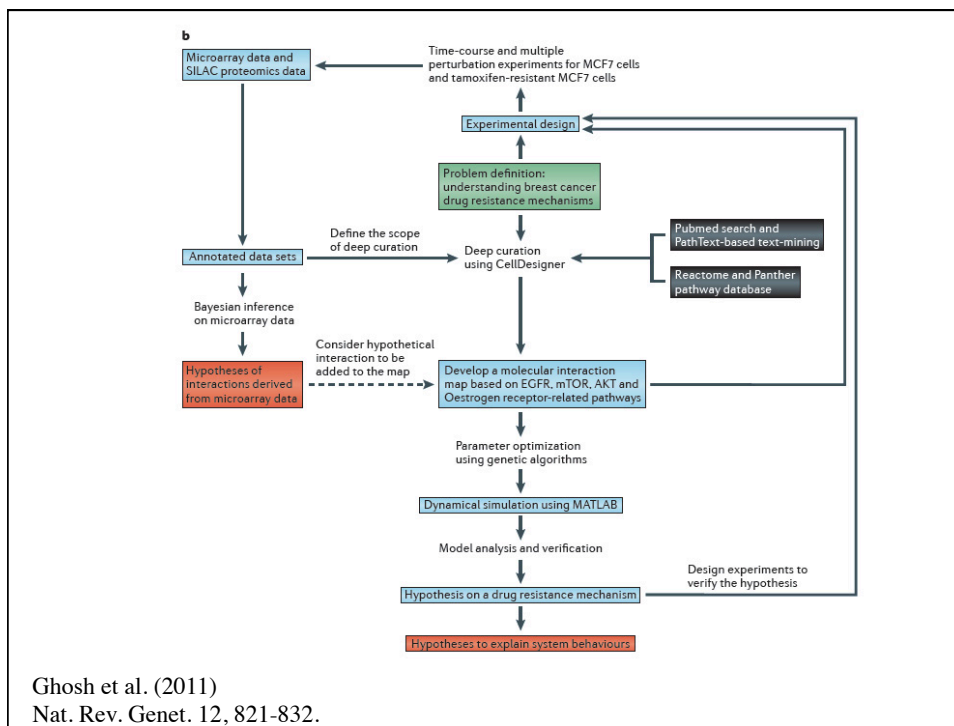 b
Microarray data and
SILAC proteomics data
Time-course and multiple
perturbation experiments for MCF7 cells
and tamoxifen-resistant MCF7 cells
Experimental design
Problem definition:
understanding breast cancer
drug resistance mechanisms
Define the scope
of deep curation
Pubmed search and
PathText-based text-mining
Annotated data sets
Deep curation
using CellDesigner
Reactome and Panther
pathway database
Bayesian inference
on microarray data
Consider hypothetical
interaction to be
added to the map
Hypotheses of
interactions derived
from microarray data
Develop a molecular interaction
map based on EGFR, mTOR, AKT and
Oestrogen receptor-related pathways
Parameter optimization
using genetic algorithms
Dynamical simulation using MATLAB
Model analysis and verification
Design experiments to
verify the hypothesis
Hypothesis on a drug resistance mechanism
Hypotheses to explain system behaviours
Ghosh et al. (2011)
Nat. Rev. Genet. 12, 821-832.